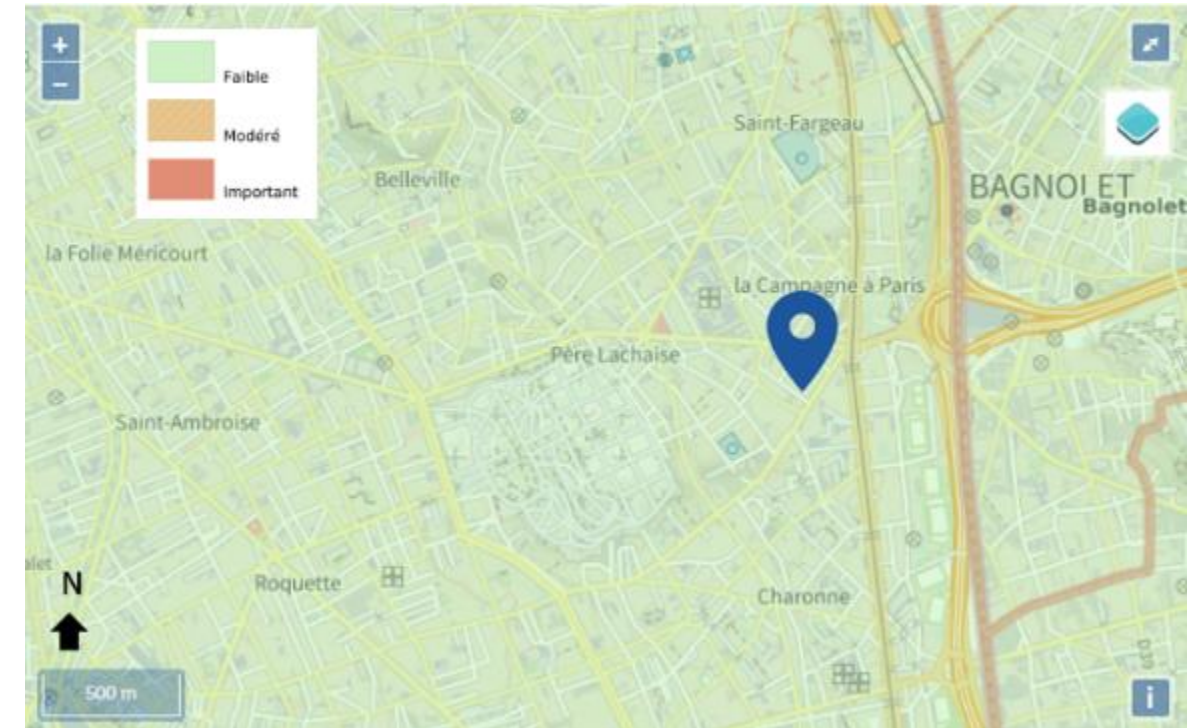 +
−
Faible
Modéré
Important
Saint-Fargeau
Belleville
BAGNOLET
Bagnolet
la Folie Méricourt
la Campagne à Paris
Père Lachaise
Saint-Ambroise
N
Roquette
Charonne
500 m
i